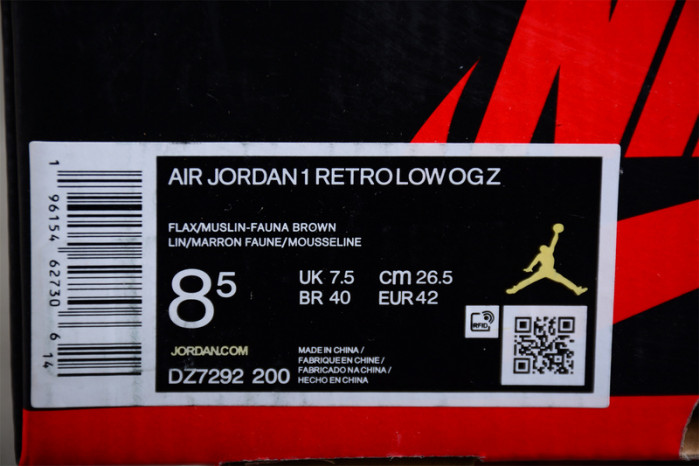 AIR JORDAN 1 RETRO LOW OG Z
FLAX/MUSLIN-FAUNA BROWN
LIN/MARRON FAUNE/MOUSSELINE
8⁵
UK 7.5 cm 26.5
BR 40 EUR 42
RFID
JORDAN.COM
DZ7292 200
MADE IN CHINA /
FABRIQUE EN CHINE /
FABRICADO NA CHINA /
HECHO EN CHINA
1 96154 62730 6 14